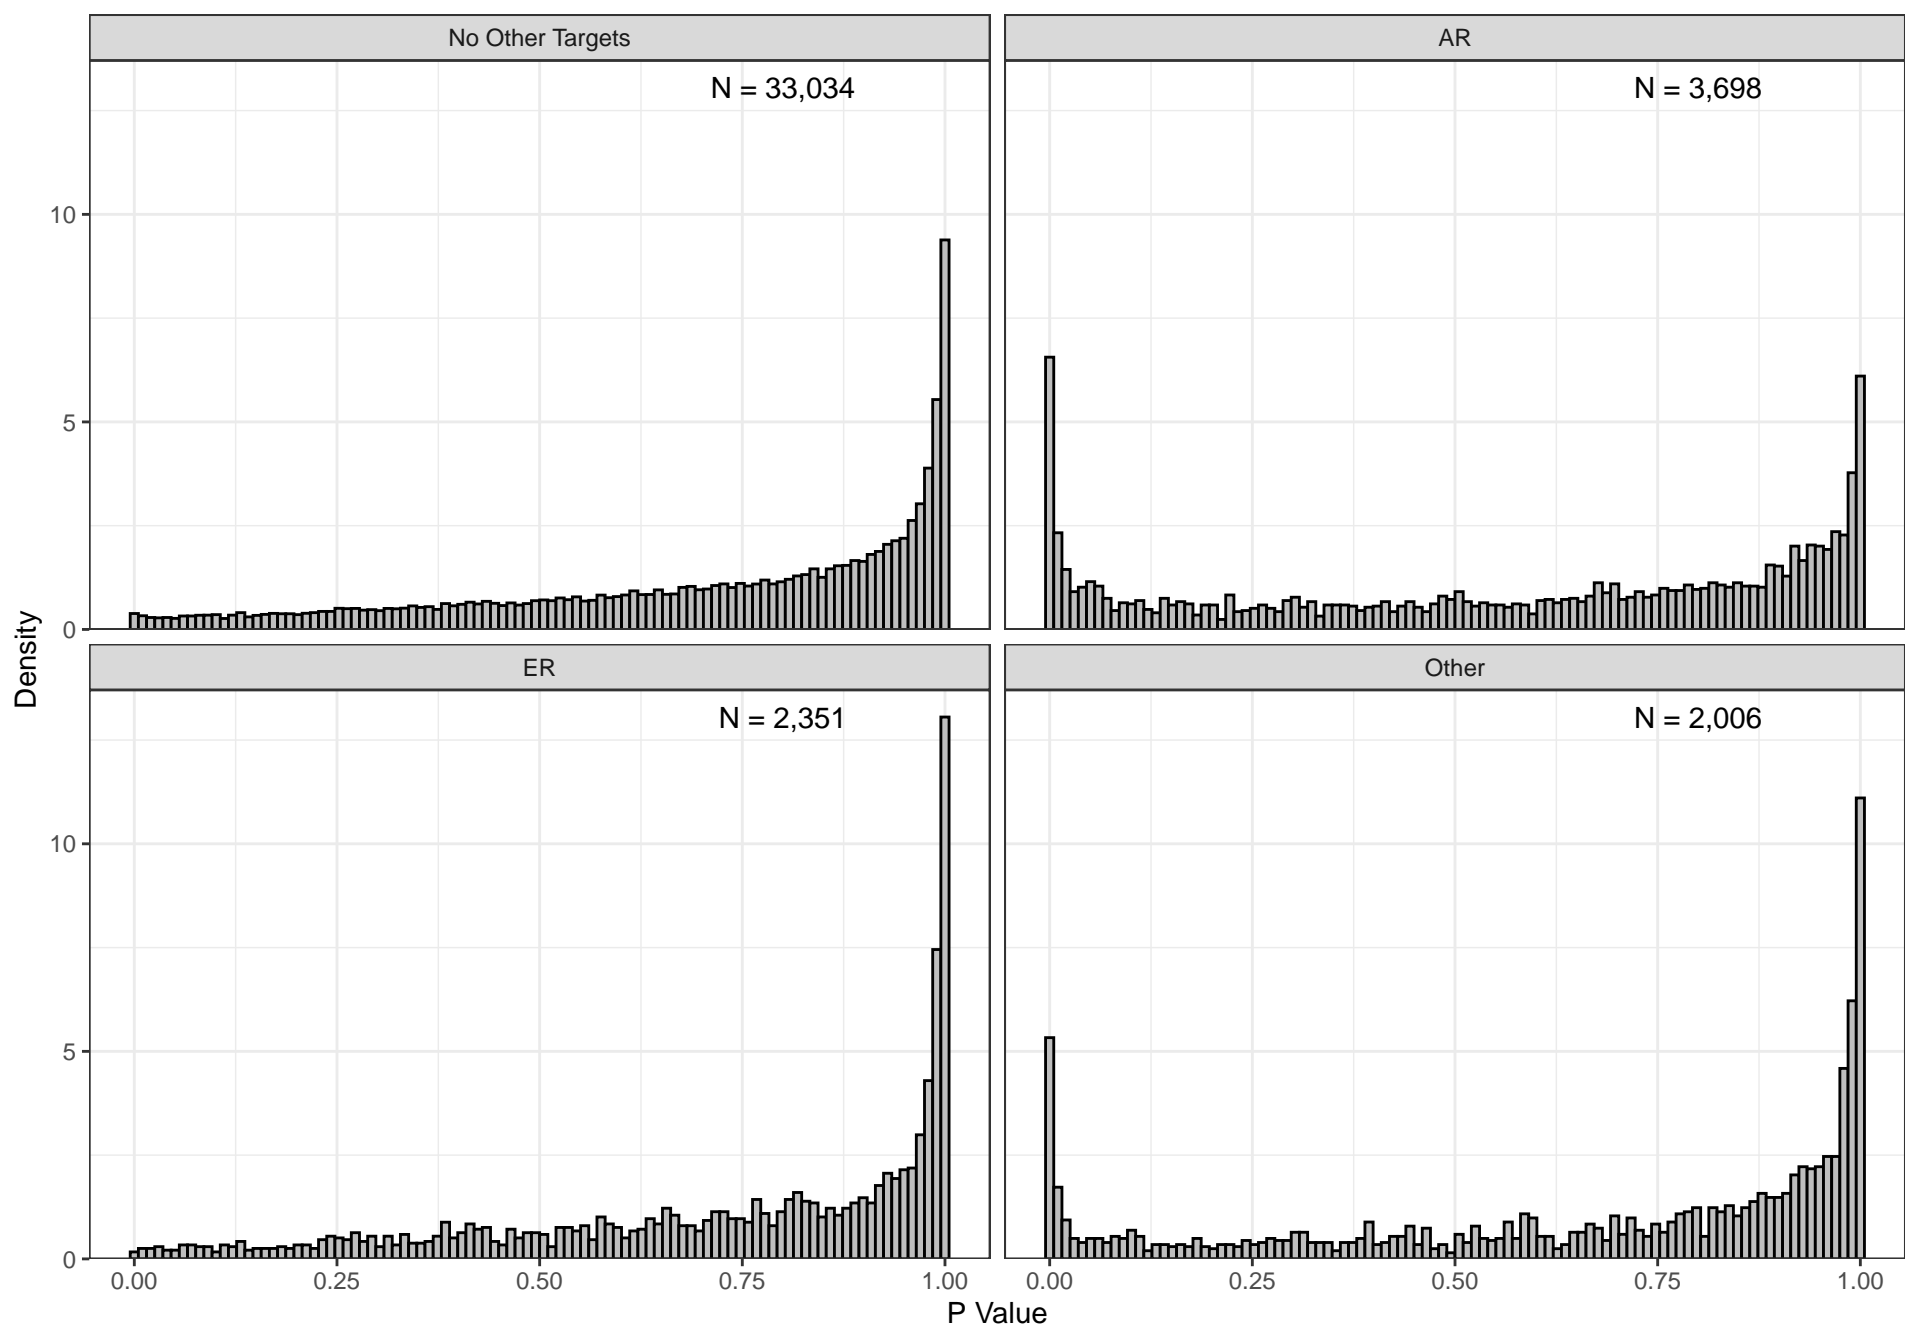 No Other Targets
AR
N = 33,034
N = 3,698
10
5
0
ER
Other
N = 2,351
N = 2,006
10
5
0
Density
0.00 0.25 0.50 0.75 1.00
0.00 0.25 0.50 0.75 1.00
P Value